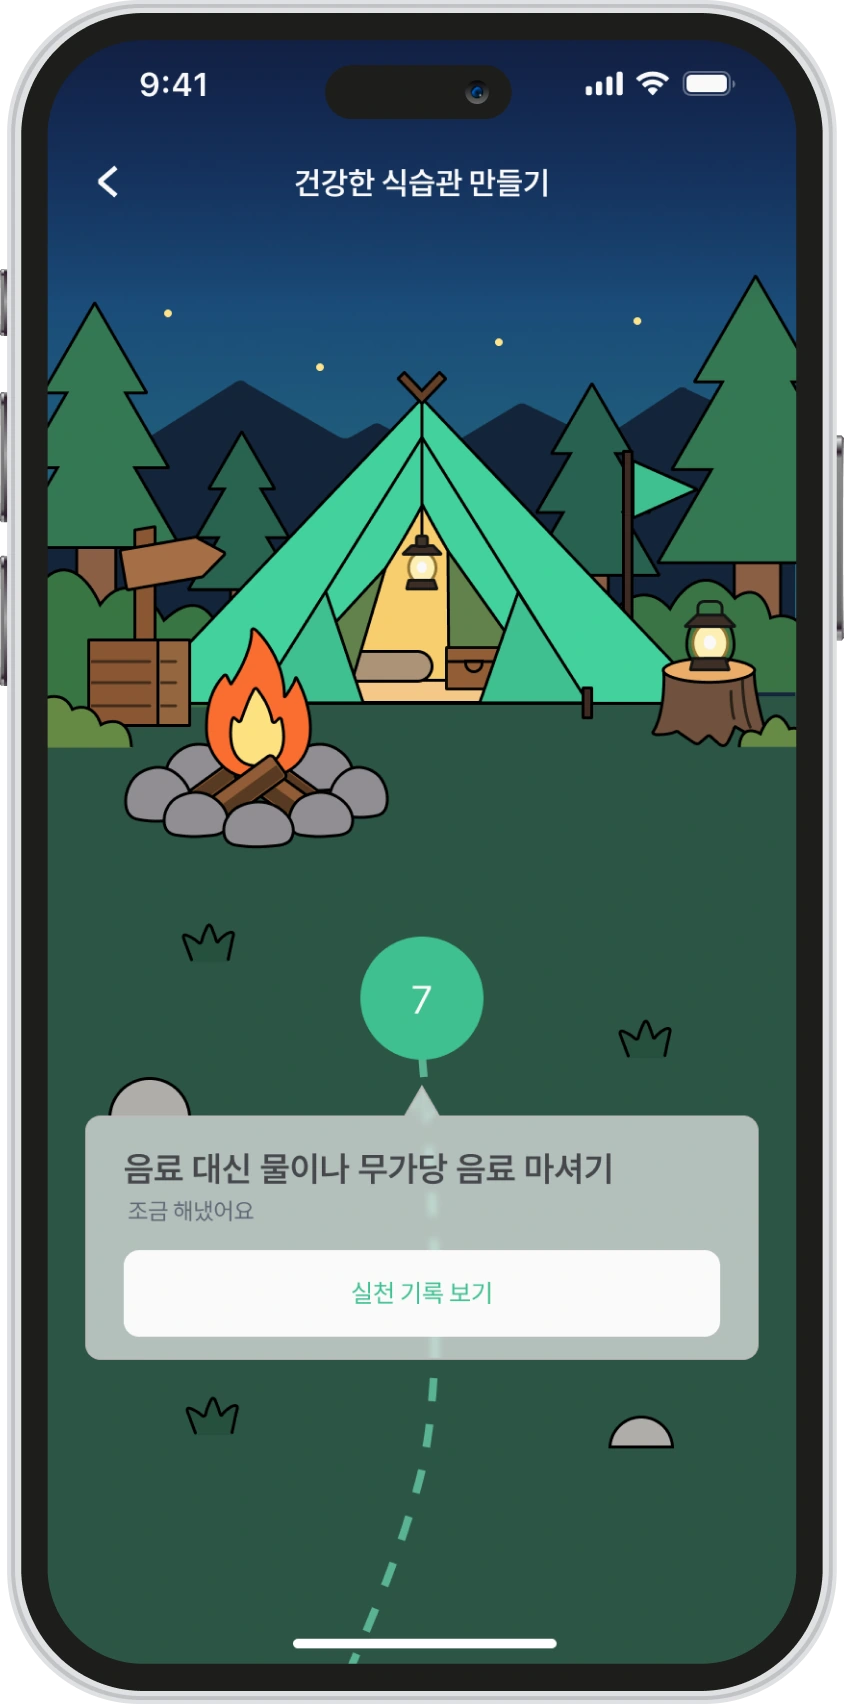 9:41
건강한 식습관 만들기
7
음료 대신 물이나 무가당 음료 마셔기
조금 해냈어요
실천 기록 보기